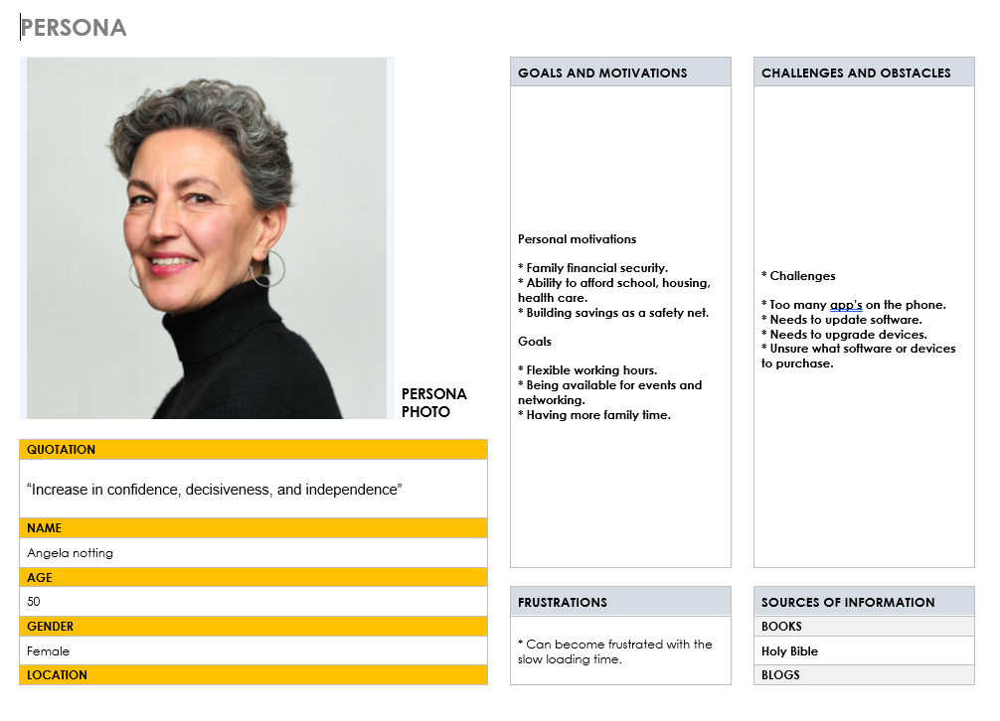 PERSONA
PERSONA
PHOTO
QUOTATION
“Increase in confidence, decisiveness, and independence”
NAME
Angela notting
AGE
50
GENDER
Female
LOCATION
GOALS AND MOTIVATIONS
Personal motivations
* Family financial security.
* Ability to afford school, housing,
health care.
* Building savings as a safety net.
Goals
* Flexible working hours.
* Being available for events and
networking.
* Having more family time.
CHALLENGES AND OBSTACLES
* Challenges
* Too many app’s on the phone.
* Needs to update software.
* Needs to upgrade devices.
* Unsure what software or devices
to purchase.
FRUSTRATIONS
* Can become frustrated with the
slow loading time.
SOURCES OF INFORMATION
BOOKS
Holy Bible
BLOGS